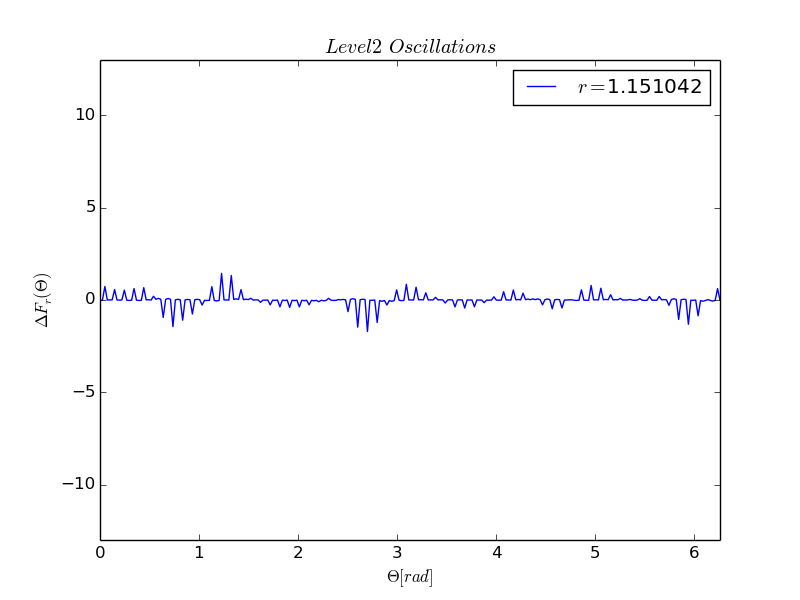 Level2 Oscillations
r=1.151042
10
5
0
−5
−10
ΔF_r(Θ)
0 1 2 3 4 5 6
Θ[rad]